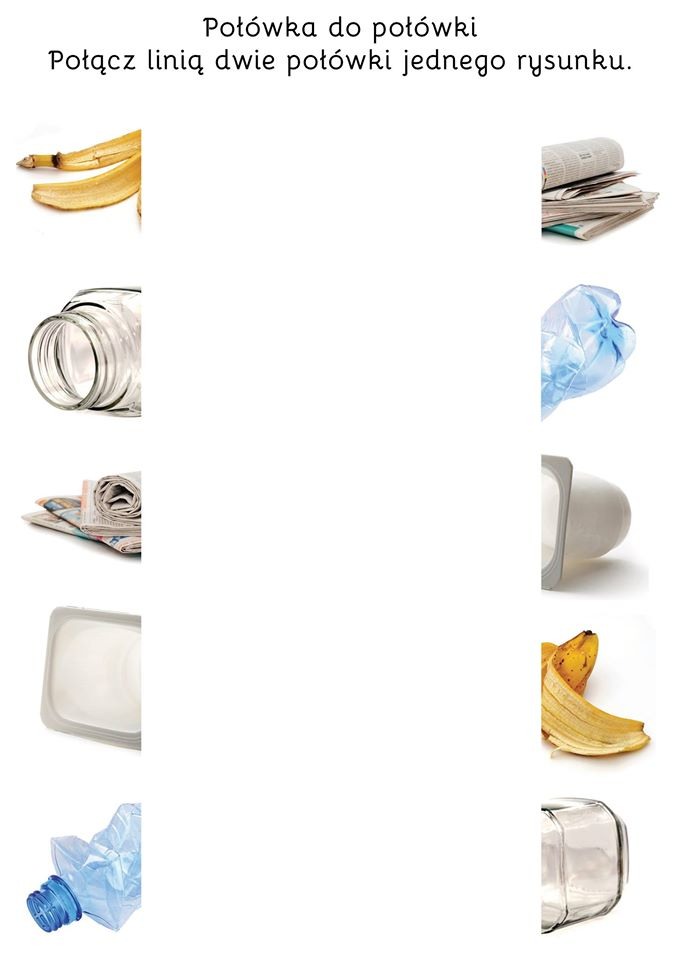 Połówka do połówki
Połącz linią dwie połówki jednego rysunku.